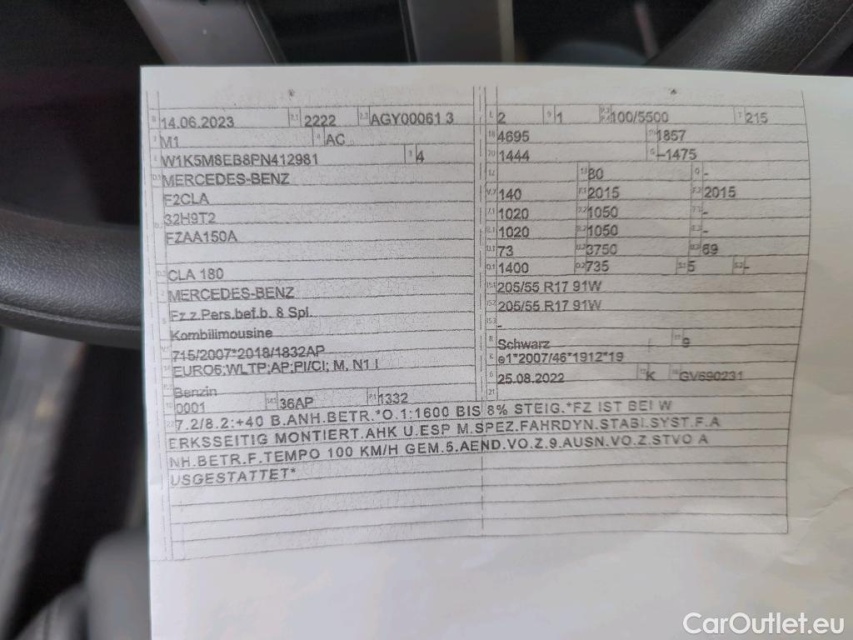 14.06.2023 2222 AGY00061 3
M1 AC
W1K5M8EB8PN412981 4
MERCEDES-BENZ
F2CLA
32H9T2
FZAA150A
CLA 180
MERCEDES-BENZ
Fz.z.Pers.bef.b. 8 Spl.
Kombilimousine
715/2007*2018/1832AP
EURO6;WLTP;AP;PI/CI; M, N1 I
Benzin
0001 36AP 1332
2 1 100/5500 215
4695 1857
1444 -1475
80 -
140 2015 2015
1020 1050 -
1020 1050 -
73 3750 69
1400 735 5 -
205/55 R17 91W
205/55 R17 91W
-
Schwarz 9
e1*2007/46*1912*19
25.08.2022 K GV690231
7.2/8.2:+40 B.ANH.BETR.*O.1:1600 BIS 8% STEIG.*FZ IST BEI W
ERKSSEITIG MONTIERT.AHK U.ESP M.SPEZ.FAHRDYN.STABI.SYST.F.A
NH.BETR.F.TEMPO 100 KM/H GEM.5.AEND.VO.Z.9.AUSN.VO.Z.STVO A
USGESTATTET*
CarOutlet.eu